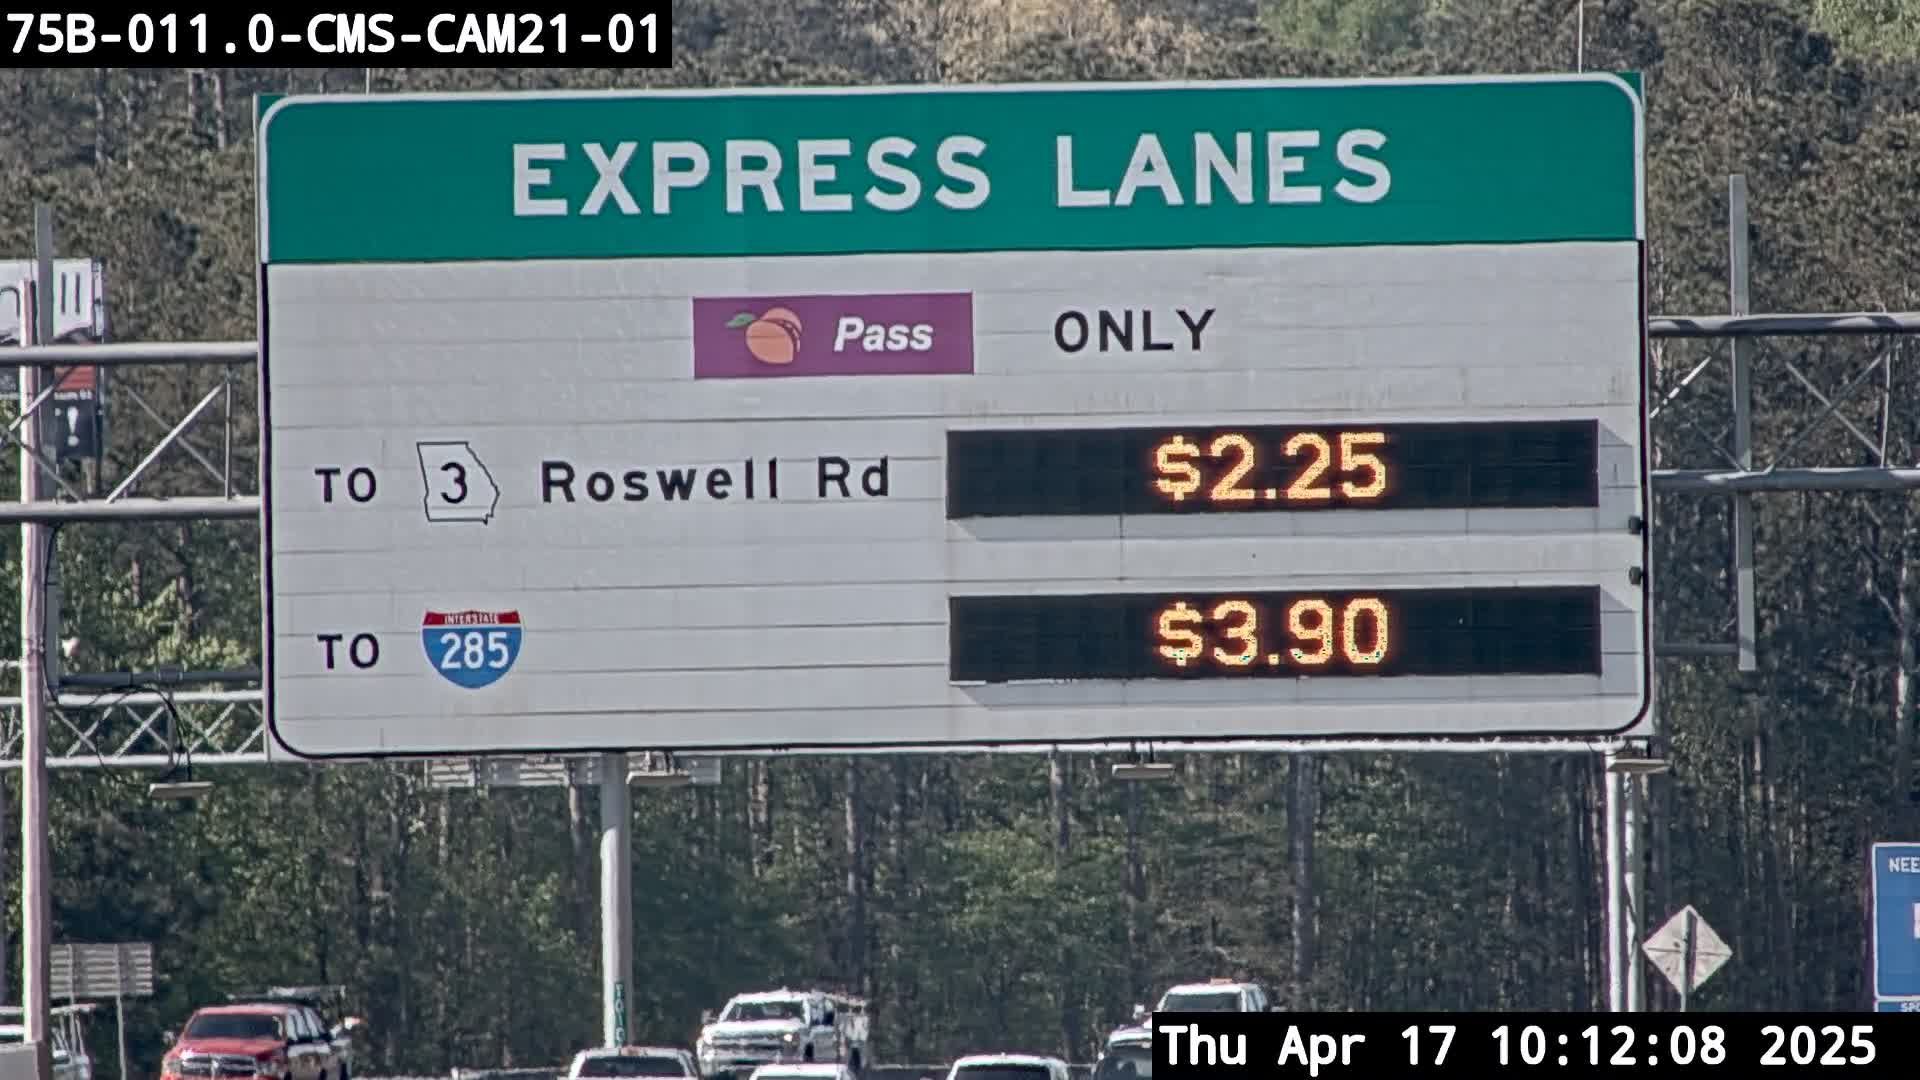 75B-011.0-CMS-CAM21-01
EXPRESS LANES
Pass ONLY
TO 3 Roswell Rd $2.25
TO INTERSTATE 285 $3.90
NEE
Thu Apr 17 10:12:08 2025